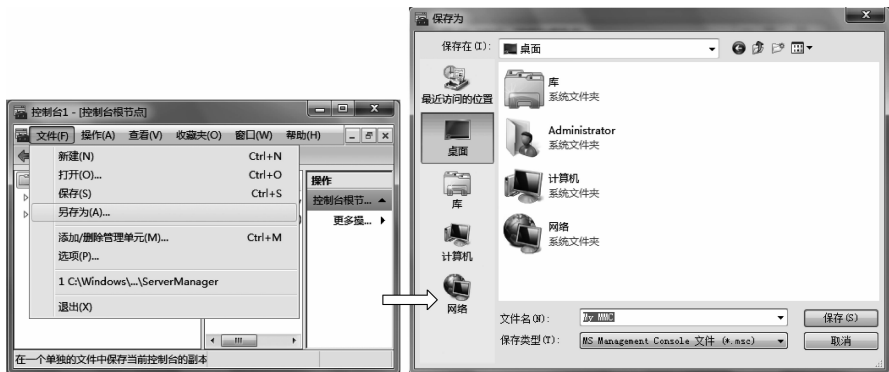 控制台1 - [控制台根节点]
文件(F) 操作(A) 查看(V) 收藏夹(O) 窗口(W) 帮助(H)
新建(N) Ctrl+N
打开(O)... Ctrl+O
保存(S) Ctrl+S
另存为(A)...
添加/删除管理单元(M)... Ctrl+M
选项(P)...
1 C:\Windows\...\ServerManager
退出(X)
操作
控制台根节...
更多操...
在一个单独的文件中保存当前控制台的副本
保存为
保存在(I):
桌面
最近访问的位置
桌面
库
计算机
网络
库
系统文件夹
Administrator
系统文件夹
计算机
系统文件夹
网络
系统文件夹
文件名(N):
My MMC
保存(S)
保存类型(T):
MS Management Console 文件 (*.msc)
取消